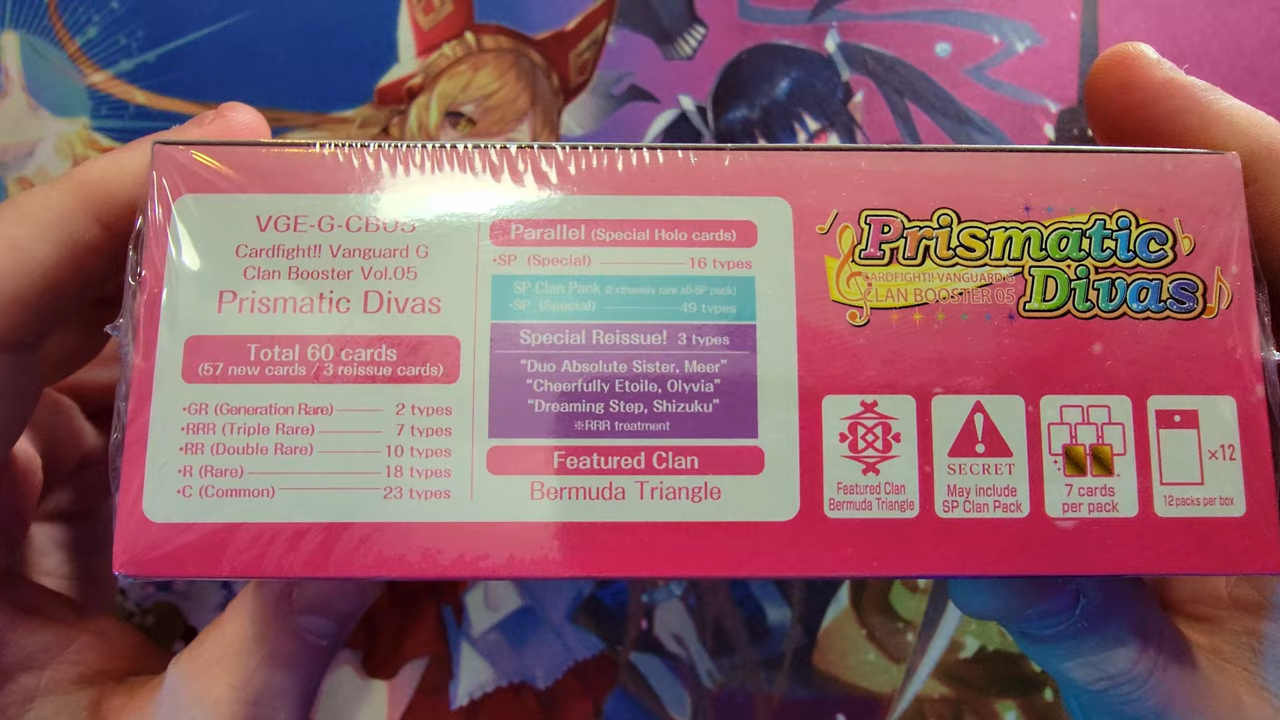 VGE-G-CB05
Cardfight!! Vanguard G
Clan Booster Vol.05
Prismatic Divas
Total 60 cards
(57 new cards / 3 reissue cards)
•GR (Generation Rare) 2 types
•RRR (Triple Rare) 7 types
•RR (Double Rare) 10 types
•R (Rare) 18 types
•C (Common) 23 types
Parallel (Special Holo cards)
•SP (Special) 16 types
SP Clan Pack (Extremely rare all-SP pack)
•SP (Special) 49 types
Special Reissue! 3 types
"Duo Absolute Sister, Meer"
"Cheerfully Etoile, Olyvia"
"Dreaming Step, Shizuku"
※RRR treatment
Featured Clan
Bermuda Triangle
Prismatic
CARDFIGHT!! VANGUARD G
CLAN BOOSTER 05
Divas
Featured Clan
Bermuda Triangle
SECRET
May include
SP Clan Pack
7 cards
per pack
×12
12 packs per box